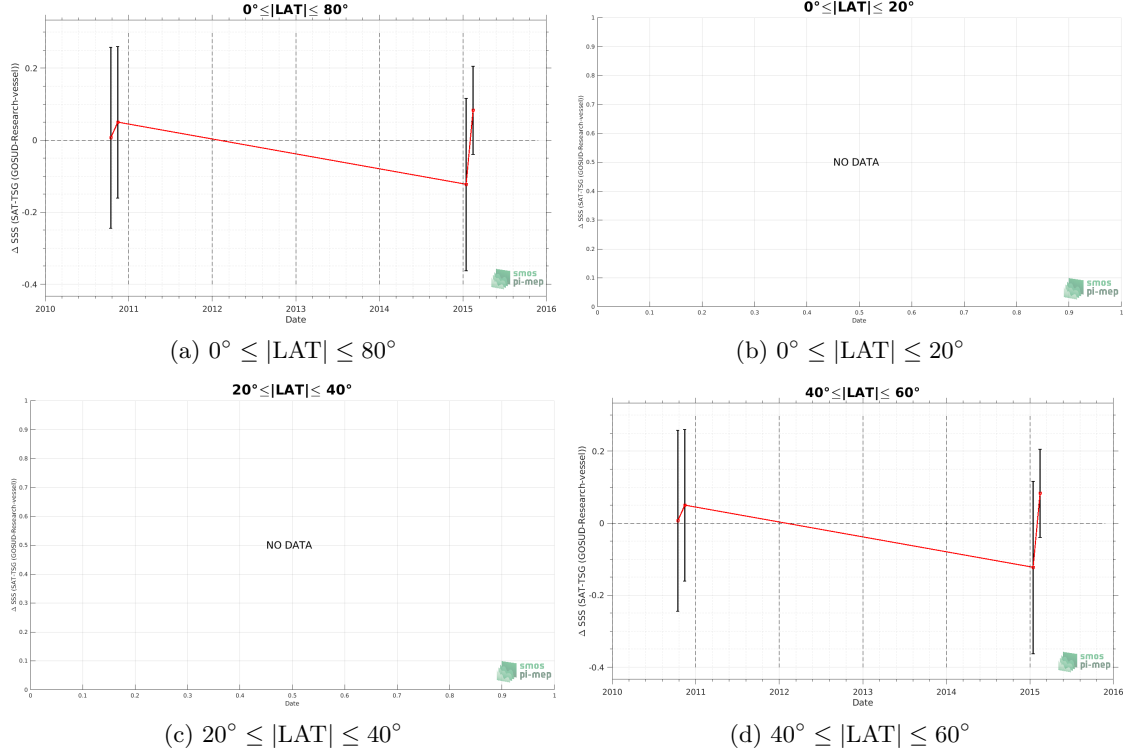 0°≤|LAT|≤ 80°
Δ SSS (SAT-TSG (GOSUD-Research-vessel))
0.2
0
-0.2
-0.4
2010
2011
2012
2013
2014
2015
2016
Date
smos
pi-mep
(a) 0° ≤ |LAT| ≤ 80°
0°≤|LAT|≤ 20°
Δ SSS (SAT-TSG (GOSUD-Research-vessel))
1
0.9
0.8
0.7
0.6
0.5
0.4
0.3
0.2
0.1
0
NO DATA
0
0.1
0.2
0.3
0.4
0.5
0.6
0.7
0.8
0.9
1
Date
smos
pi-mep
(b) 0° ≤ |LAT| ≤ 20°
20°≤|LAT|≤ 40°
Δ SSS (SAT-TSG (GOSUD-Research-vessel))
1
0.9
0.8
0.7
0.6
0.5
0.4
0.3
0.2
0.1
0
NO DATA
0
0.1
0.2
0.3
0.4
0.5
0.6
0.7
0.8
0.9
1
Date
smos
pi-mep
(c) 20° ≤ |LAT| ≤ 40°
40°≤|LAT|≤ 60°
Δ SSS (SAT-TSG (GOSUD-Research-vessel))
0.2
0
-0.2
-0.4
2010
2011
2012
2013
2014
2015
2016
Date
smos
pi-mep
(d) 40° ≤ |LAT| ≤ 60°